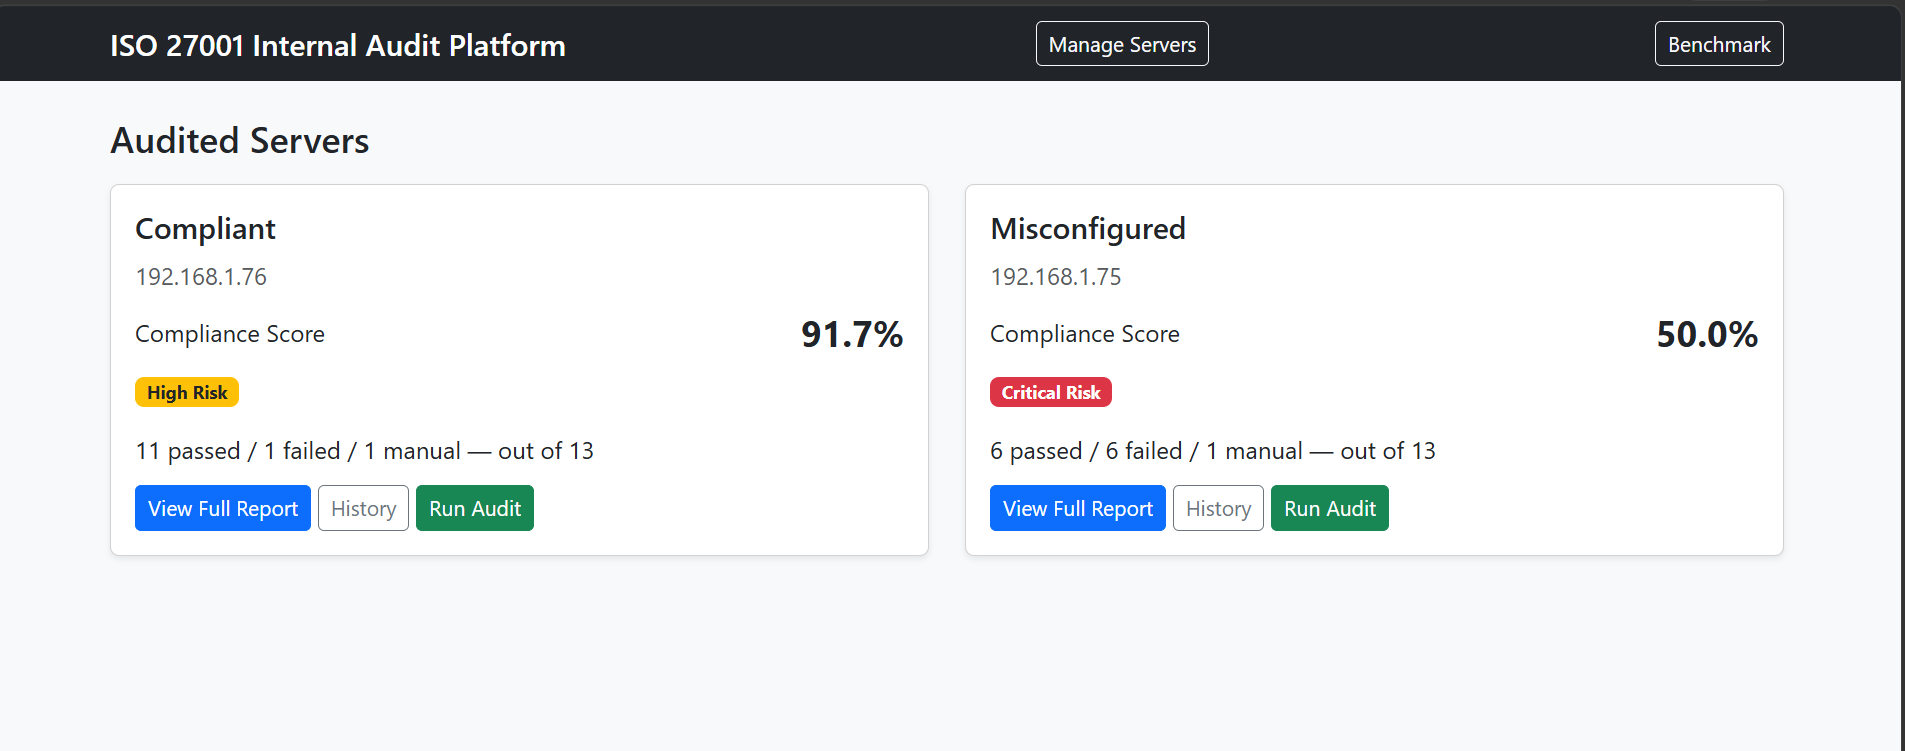 ISO 27001 Internal Audit Platform
Manage Servers
Benchmark
Audited Servers
Compliant
192.168.1.76
Compliance Score 91.7%
High Risk
11 passed / 1 failed / 1 manual — out of 13
View Full Report History Run Audit
Misconfigured
192.168.1.75
Compliance Score 50.0%
Critical Risk
6 passed / 6 failed / 1 manual — out of 13
View Full Report History Run Audit